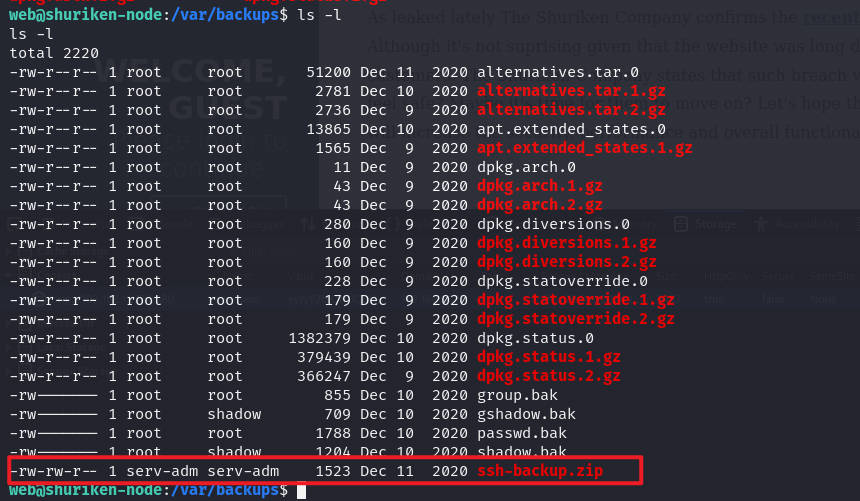 web@shuriken-node:/var/backups$ ls -l
ls -l
total 2220
-rw-r--r-- 1 root     root       51200 Dec 11  2020 alternatives.tar.0
-rw-r--r-- 1 root     root        2781 Dec 10  2020 alternatives.tar.1.gz
-rw-r--r-- 1 root     root        2736 Dec  9  2020 alternatives.tar.2.gz
-rw-r--r-- 1 root     root       13865 Dec 10  2020 apt.extended_states.0
-rw-r--r-- 1 root     root        1565 Dec  9  2020 apt.extended_states.1.gz
-rw-r--r-- 1 root     root          11 Dec  9  2020 dpkg.arch.0
-rw-r--r-- 1 root     root          43 Dec  9  2020 dpkg.arch.1.gz
-rw-r--r-- 1 root     root          43 Dec  9  2020 dpkg.arch.2.gz
-rw-r--r-- 1 root     root         280 Dec  9  2020 dpkg.diversions.0
-rw-r--r-- 1 root     root         160 Dec  9  2020 dpkg.diversions.1.gz
-rw-r--r-- 1 root     root         160 Dec  9  2020 dpkg.diversions.2.gz
-rw-r--r-- 1 root     root         228 Dec  9  2020 dpkg.statoverride.0
-rw-r--r-- 1 root     root         179 Dec  9  2020 dpkg.statoverride.1.gz
-rw-r--r-- 1 root     root         179 Dec  9  2020 dpkg.statoverride.2.gz
-rw-r--r-- 1 root     root     1382379 Dec 10  2020 dpkg.status.0
-rw-r--r-- 1 root     root      379439 Dec 10  2020 dpkg.status.1.gz
-rw-r--r-- 1 root     root      366247 Dec  9  2020 dpkg.status.2.gz
-rw------- 1 root     root         855 Dec 10  2020 group.bak
-rw------- 1 root     shadow       709 Dec 10  2020 gshadow.bak
-rw------- 1 root     root        1788 Dec 10  2020 passwd.bak
-rw------- 1 root     shadow      1204 Dec 10  2020 shadow.bak
-rw-rw-r-- 1 serv-adm serv-adm    1523 Dec 11  2020 ssh-backup.zip
web@shuriken-node:/var/backups$
As leaked lately The Shuriken Company confirms the recent
WELCOME,
GUEST
Storage
Accessibility